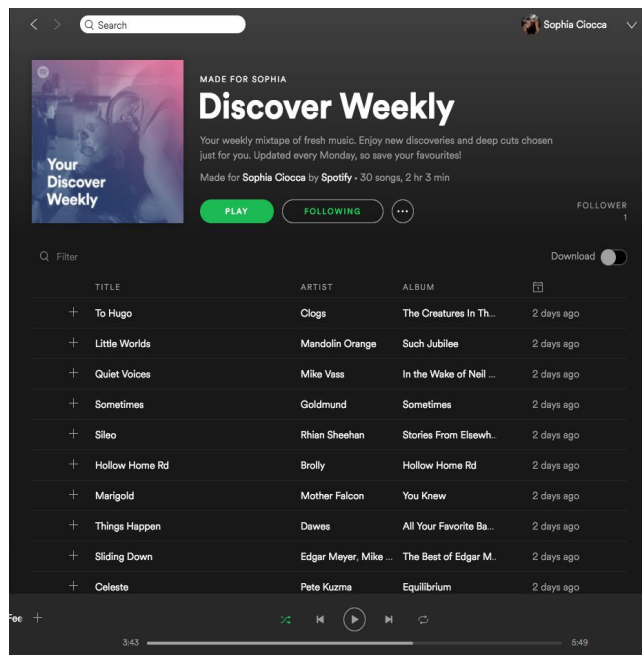 Search
Sophia Ciocca
Your
Discover
Weekly
MADE FOR SOPHIA
Discover Weekly
Your weekly mixtape of fresh music. Enjoy new discoveries and deep cuts chosen
just for you. Updated every Monday, so save your favourites!
Made for Sophia Ciocca by Spotify • 30 songs, 2 hr 3 min
PLAY FOLLOWING
FOLLOWER
1
Filter Download
TITLE ARTIST ALBUM
To Hugo Clogs The Creatures In Th... 2 days ago
Little Worlds Mandolin Orange Such Jubilee 2 days ago
Quiet Voices Mike Vass In the Wake of Neil ... 2 days ago
Sometimes Goldmund Sometimes 2 days ago
Sileo Rhian Sheehan Stories From Elsewh... 2 days ago
Hollow Home Rd Brolly Hollow Home Rd 2 days ago
Marigold Mother Falcon You Knew 2 days ago
Things Happen Dawes All Your Favorite Ba... 2 days ago
Sliding Down Edgar Meyer, Mike ... The Best of Edgar M... 2 days ago
Celeste Pete Kuzma Equilibrium 2 days ago
Fee
3:43 5:49